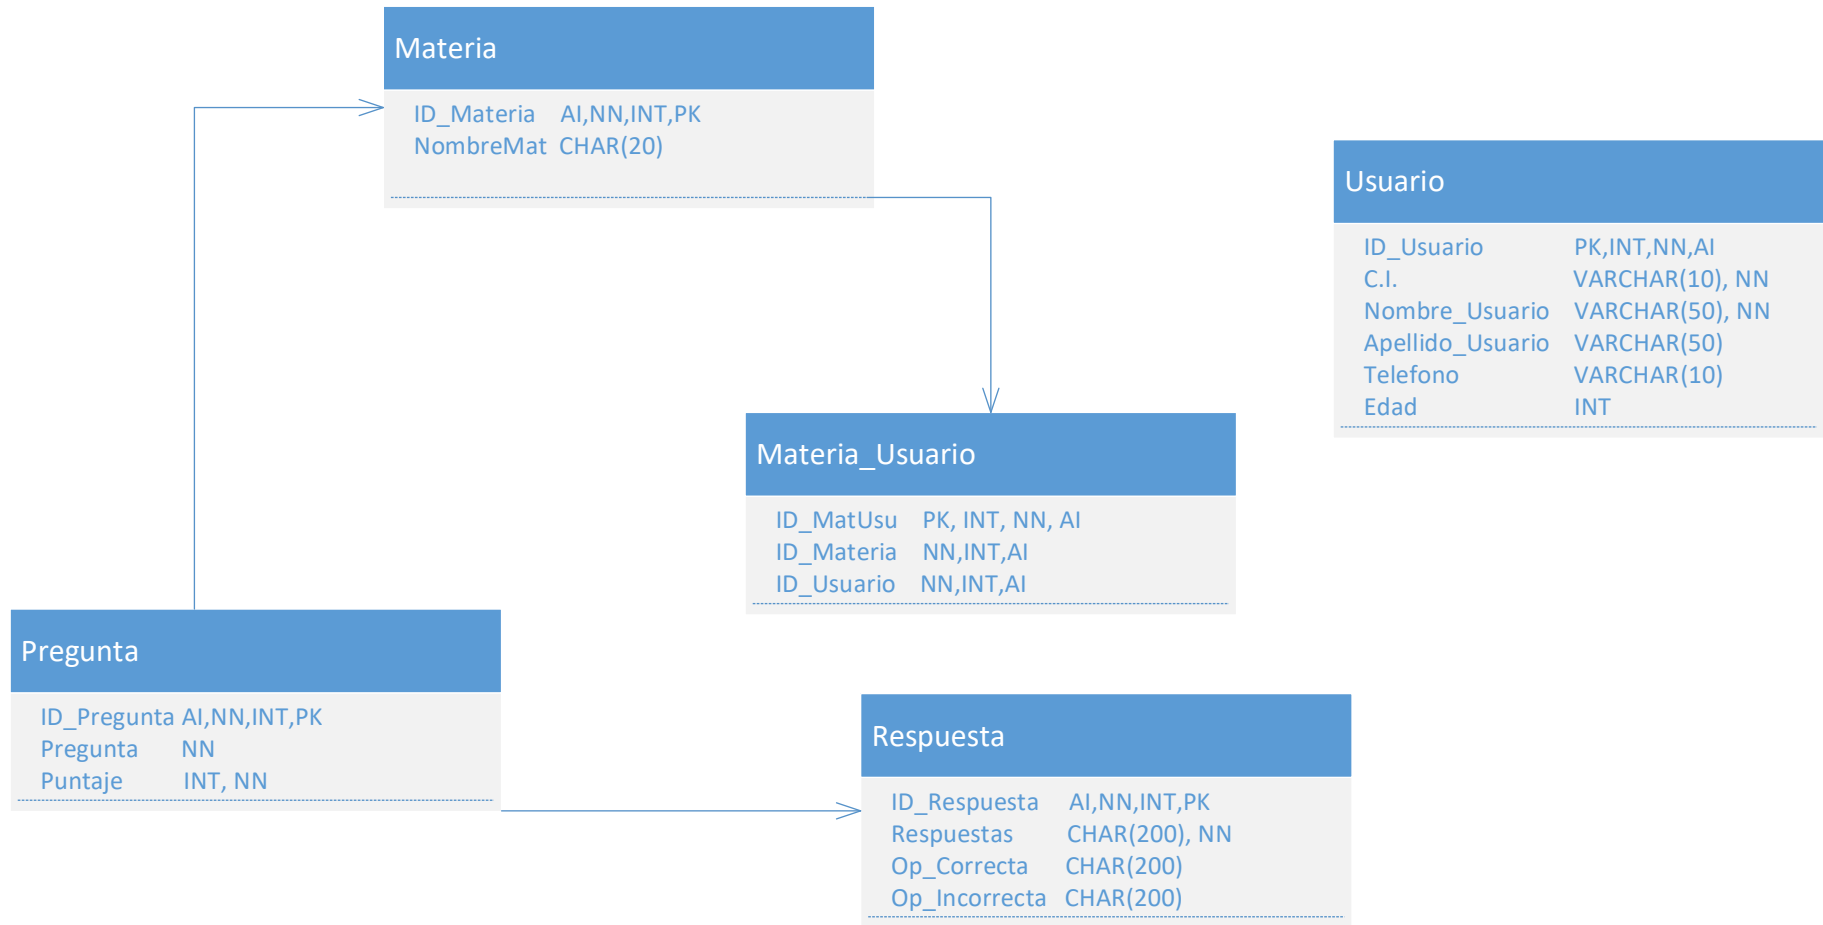 Materia
ID_Materia AI,NN,INT,PK
NombreMat CHAR(20)
Usuario
ID_Usuario PK,INT,NN,AI
C.I. VARCHAR(10), NN
Nombre_Usuario VARCHAR(50), NN
Apellido_Usuario VARCHAR(50)
Telefono VARCHAR(10)
Edad INT
Materia_Usuario
ID_MatUsu PK, INT, NN, AI
ID_Materia NN,INT,AI
ID_Usuario NN,INT,AI
Pregunta
ID_Pregunta AI,NN,INT,PK
Pregunta NN
Puntaje INT, NN
Respuesta
ID_Respuesta AI,NN,INT,PK
Respuestas CHAR(200), NN
Op_Correcta CHAR(200)
Op_Incorrecta CHAR(200)